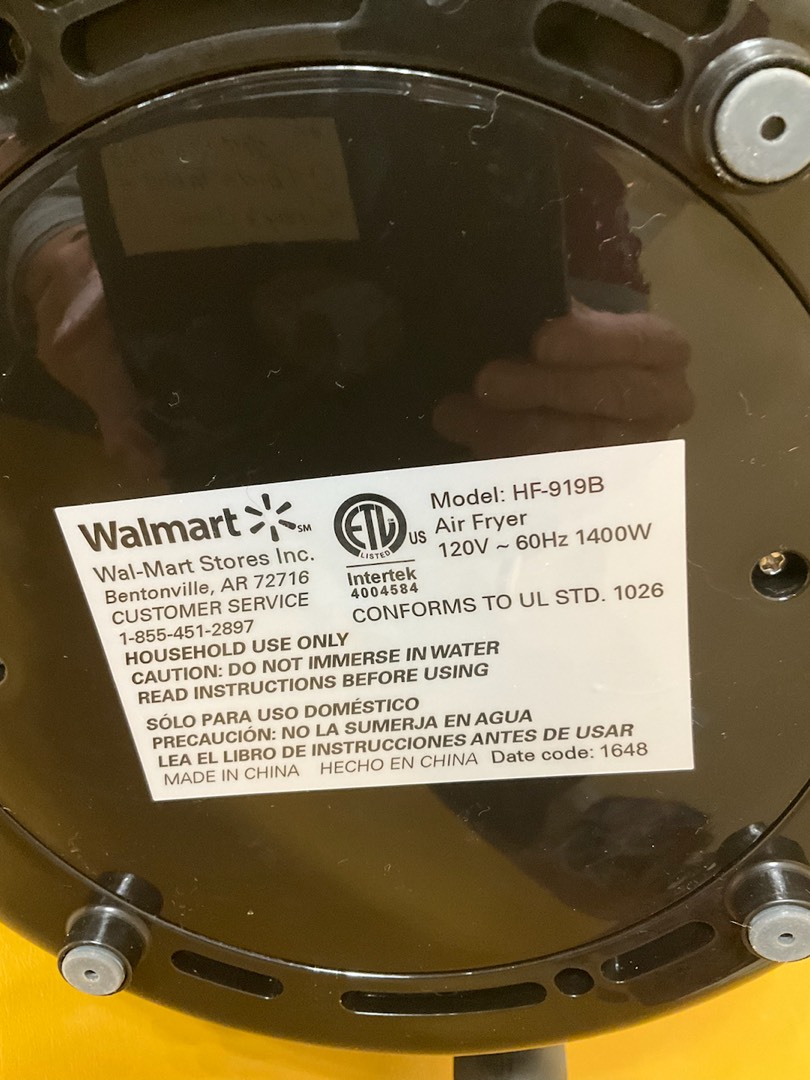 Walmart SM
Wal-Mart Stores Inc.
Bentonville, AR 72716
CUSTOMER SERVICE
1-855-451-2897
ETL US
LISTED
Intertek
4004584
Model: HF-919B
Air Fryer
120V ~ 60Hz 1400W
CONFORMS TO UL STD. 1026
HOUSEHOLD USE ONLY
CAUTION: DO NOT IMMERSE IN WATER
READ INSTRUCTIONS BEFORE USING
SÓLO PARA USO DOMÉSTICO
PRECAUCIÓN: NO LA SUMERJA EN AGUA
LEA EL LIBRO DE INSTRUCCIONES ANTES DE USAR
MADE IN CHINA HECHO EN CHINA Date code: 1648